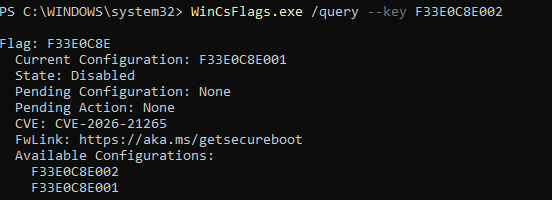 PS C:\WINDOWS\system32> WinCsFlags.exe /query --key F33E0C8E002
Flag: F33E0C8E
Current Configuration: F33E0C8E001
State: Disabled
Pending Configuration: None
Pending Action: None
CVE: CVE-2026-21265
FwLink: https://aka.ms/getsecureboot
Available Configurations:
F33E0C8E002
F33E0C8E001